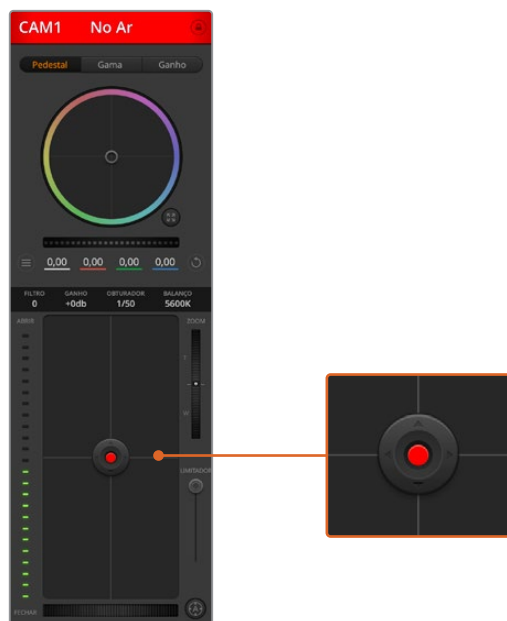 CAM1 No Ar
Pedestal Gama Ganho
0,00 0,00 0,00 0,00
FILTRO GANHO OBTURADOR BALANÇO
0 +0db 1/50 5600K
ABRIR ZOOM
T
W
LIMITADOR
FECHAR